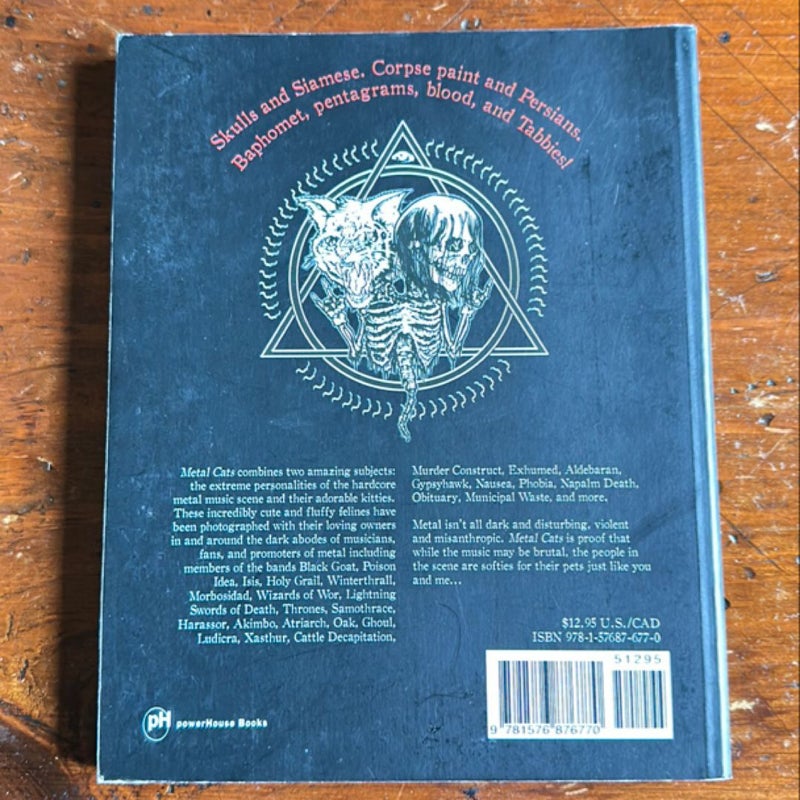 Skulls and Siamese. Corpse paint and Persians.
Baphomet, pentagrams, blood, and Tabbies!
Metal Cats combines two amazing subjects:
the extreme personalities of the hardcore
metal music scene and their adorable kitties.
These incredibly cute and fluffy felines have
been photographed with their loving owners
in and around the dark abodes of musicians,
fans, and promoters of metal including
members of the bands Black Goat, Poison
Idea, Isis, Holy Grail, Winterthrall,
Morbosidad, Wizards of Wor, Lightning
Swords of Death, Thrones, Samothrace,
Harassor, Akimbo, Atriarch, Oak, Ghoul,
Ludicra, Xasthur, Cattle Decapitation,
Murder Construct, Exhumed, Aldebaran,
Gypsyhawk, Nausea, Phobia, Napalm Death,
Obituary, Municipal Waste, and more.
Metal isn't all dark and disturbing, violent
and misanthropic. Metal Cats is proof that
while the music may be brutal, the people in
the scene are softies for their pets just like you
and me...
$12.95 U.S./CAD
ISBN 978-1-57687-677-0
51295
9 781576 876770
pH powerHouse Books